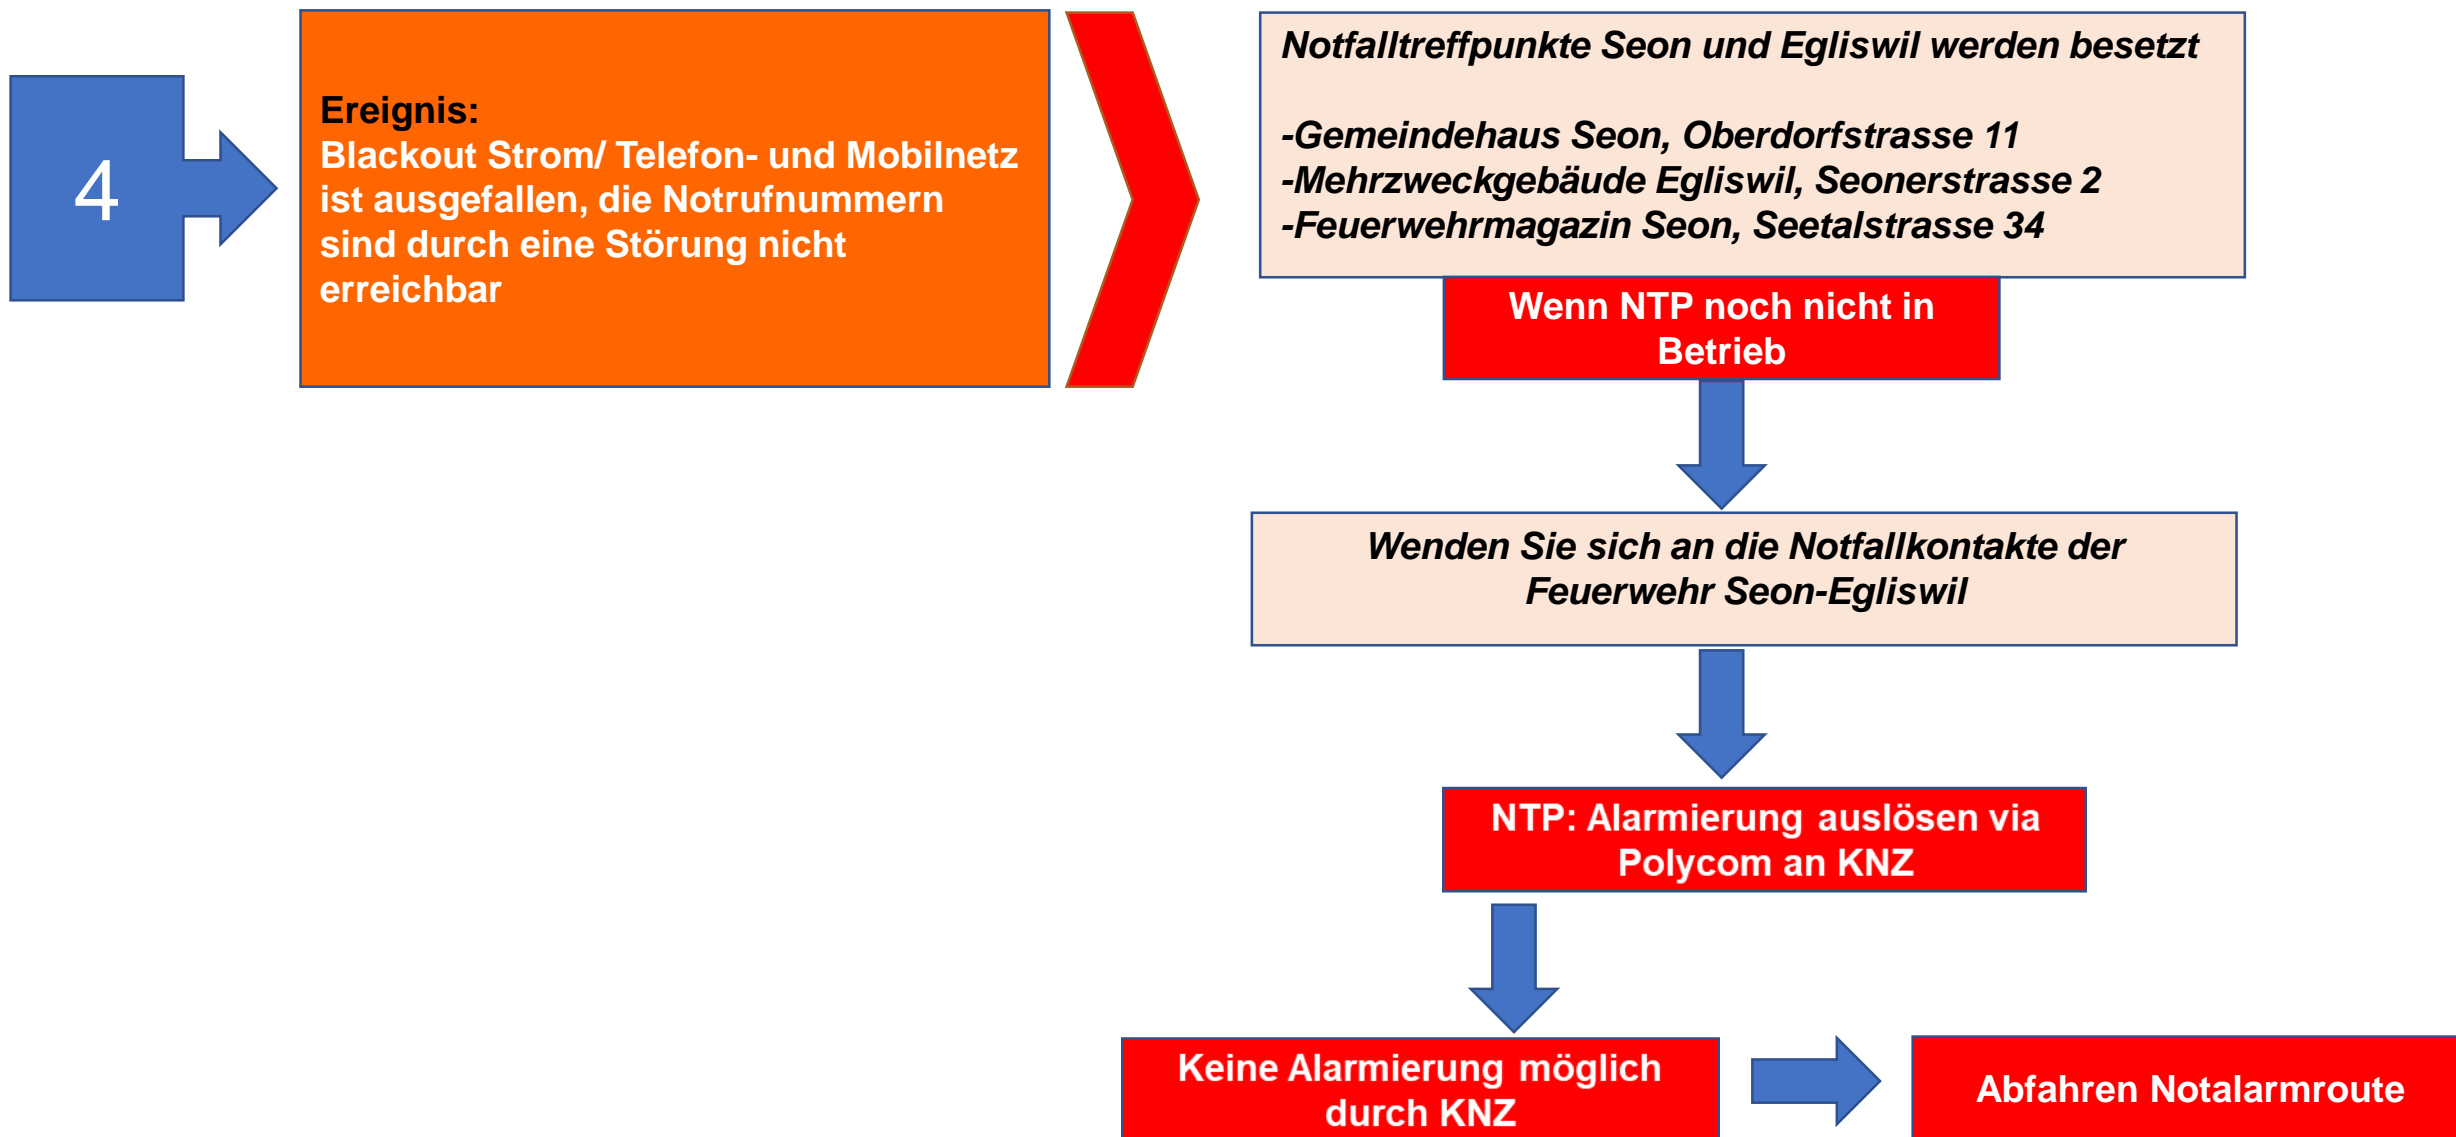 4
Ereignis:
Blackout Strom/ Telefon- und Mobilnetz
ist ausgefallen, die Notrufnummern
sind durch eine Störung nicht
erreichbar
Notfalltreffpunkte Seon und Egliswil werden besetzt
-Gemeindehaus Seon, Oberdorfstrasse 11
-Mehrzweckgebäude Egliswil, Seonerstrasse 2
-Feuerwehrmagazin Seon, Seetalstrasse 34
Wenn NTP noch nicht in
Betrieb
Wenden Sie sich an die Notfallkontakte der
Feuerwehr Seon-Egliswil
NTP: Alarmierung auslösen via
Polycom an KNZ
Keine Alarmierung möglich
durch KNZ
Abfahren Notalarmroute